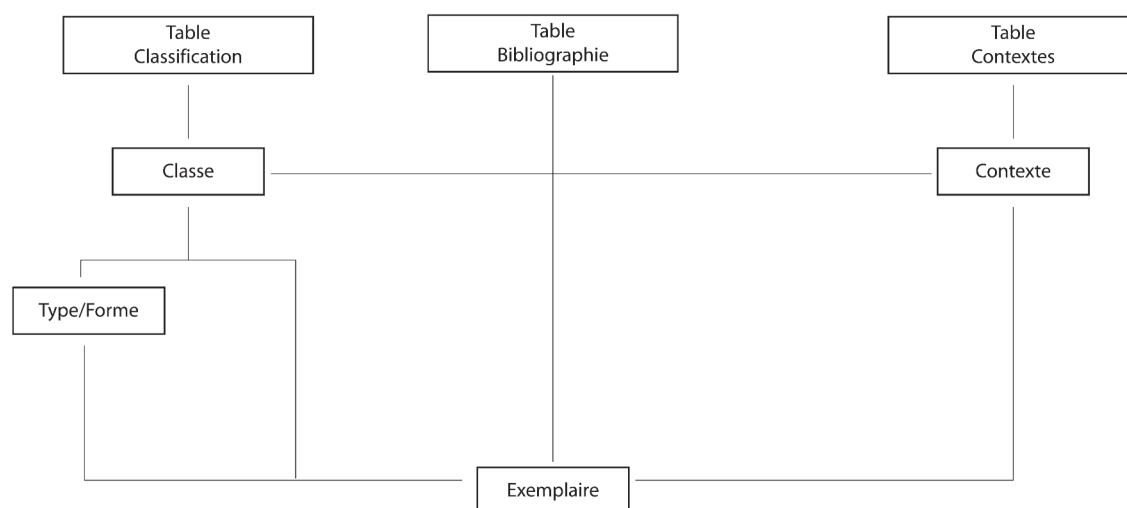 Table
Classification
Table
Bibliographie
Table
Contextes
Classe
Contexte
Type/Forme
Exemplaire